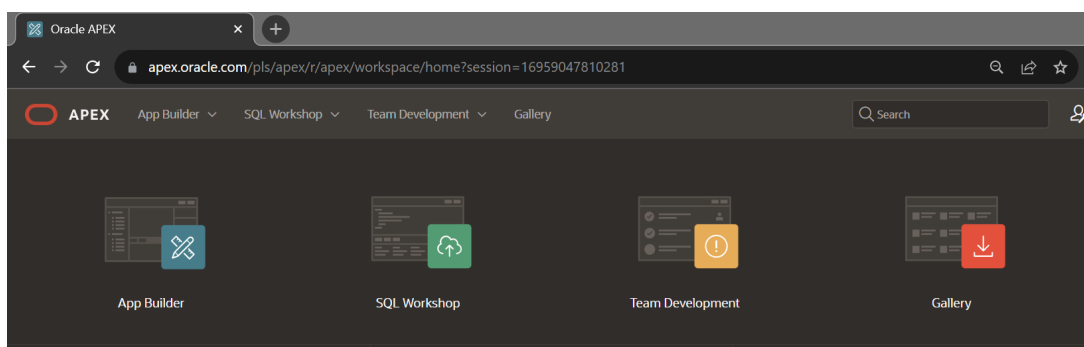 Oracle APEX
apex.oracle.com/pls/apex/r/apex/workspace/home?session=16959047810281
APEX App Builder SQL Workshop Team Development Gallery Search
App Builder SQL Workshop Team Development Gallery